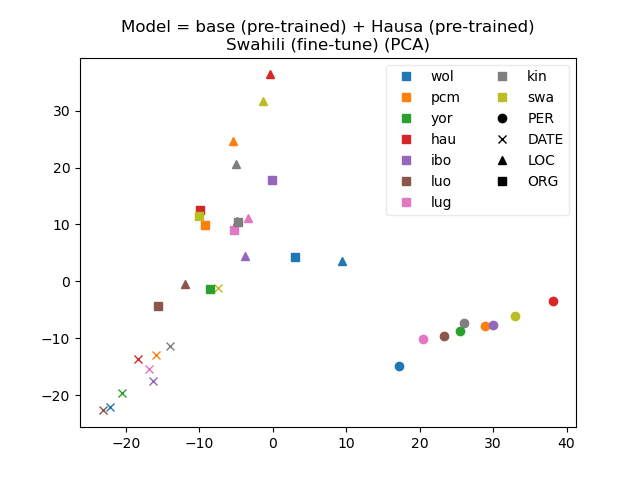 Model = base (pre-trained) + Hausa (pre-trained)
Swahili (fine-tune) (PCA)
wol
pcm
yor
hau
ibo
luo
lug
kin
swa
PER
DATE
LOC
ORG
30
20
10
0
−10
−20
−20
−10
0
10
20
30
40